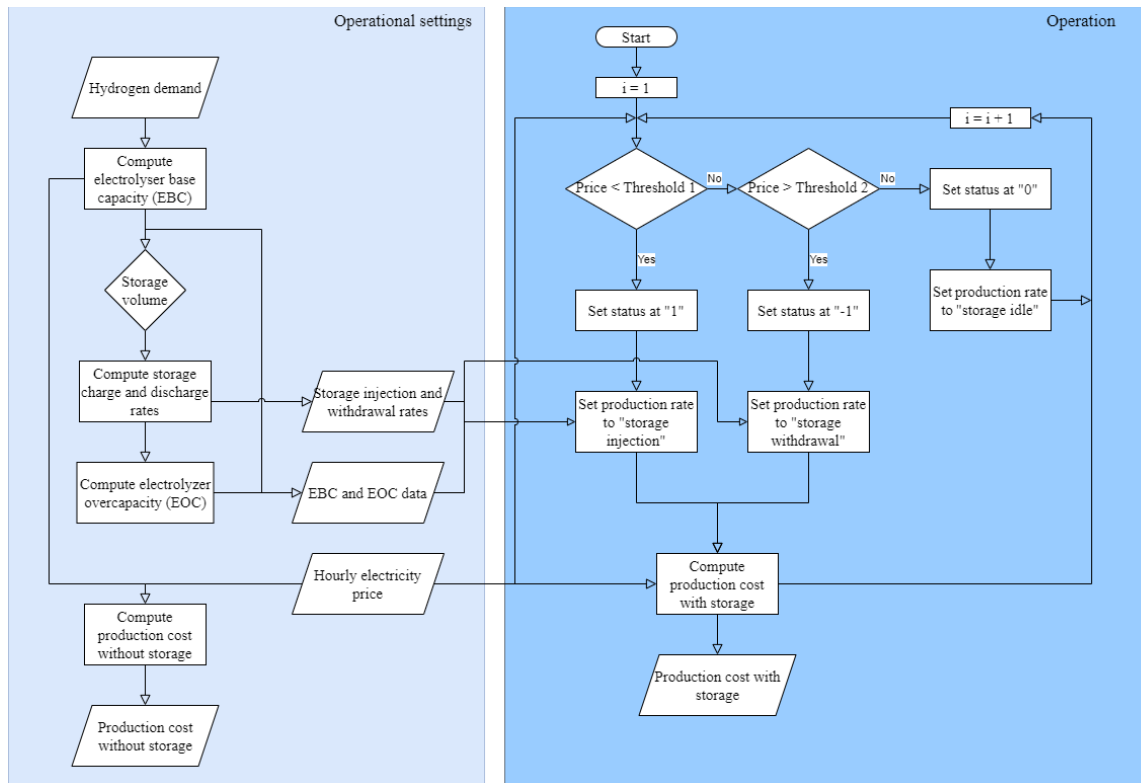 Operational settings
Hydrogen demand
Compute
electrolyser base
capacity (EBC)
Storage
volume
Compute storage
charge and discharge
rates
Storage injection and
withdrawal rates
Compute electrolyzer
overcapacity (EOC)
EBC and EOC data
Hourly electricity
price
Compute
production cost
without storage
Production cost
without storage
Operation
Start
i = 1
i = i + 1
Price < Threshold 1
No
Price > Threshold 2
No
Set status at "0"
Yes
Yes
Set status at "1"
Set status at "-1"
Set production rate
to "storage idle"
Set production rate
to "storage
injection"
Set production rate
to "storage
withdrawal"
Compute
production cost
with storage
Production cost with
storage